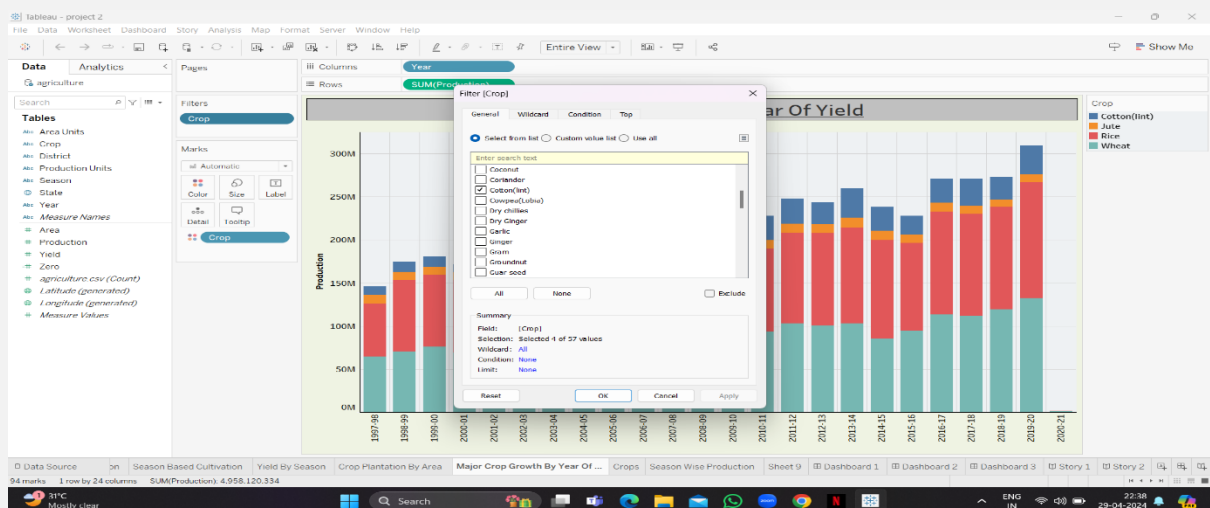 Tableau - project 2
File Data Worksheet Dashboard Story Analysis Map Format Server Window Help
Entire View
Show Me
Data Analytics
agriculture
Search
Tables
Abc Area Units
Abc Crop
Abc District
Abc Production Units
Abc Season
State
Abc Year
Abc Measure Names
# Area
# Production
# Yield
# Zero
# agriculture.csv (Count)
Latitude (generated)
Longitude (generated)
# Measure Values
Pages
Filters
Crop
Marks
Automatic
Color Size Label
Detail Tooltip
Crop
Columns Year
Rows SUM(Production)
ar Of Yield
Production
300M
250M
200M
150M
100M
50M
0M
1997-98 1998-99 1999-00 2000-01 2001-02 2002-03 2003-04 2004-05 2005-06 2006-07 2007-08 2008-09 2009-10 2010-11 2011-12 2012-13 2013-14 2014-15 2015-16 2016-17 2017-18 2018-19 2019-20 2020-21
Filter [Crop]
General Wildcard Condition Top
Select from list Custom value list Use all
Enter search text
Coconut
Coriander
Cotton(lint)
Cowpea(Lobia)
Dry chillies
Dry Ginger
Garlic
Ginger
Gram
Groundnut
Guar seed
All None Exclude
Summary
Field: [Crop]
Selection: Selected 4 of 57 values
Wildcard: All
Condition: None
Limit: None
Reset OK Cancel Apply
Crop
Cotton(lint)
Jute
Rice
Wheat
Data Source on Season Based Cultivation Yield By Season Crop Plantation By Area Major Crop Growth By Year Of ... Crops Season Wise Production Sheet 9 Dashboard 1 Dashboard 2 Dashboard 3 Story 1 Story 2
94 marks 1 row by 24 columns SUM(Production): 4,958,120,334
31°C
Mostly clear
Search
ENG
IN
22:38
29-04-2024